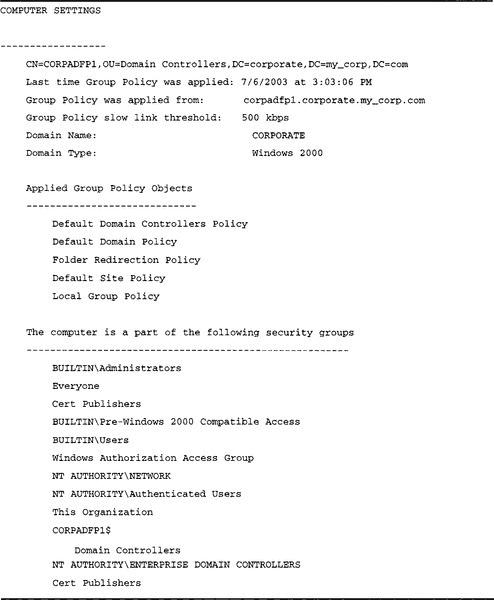 COMPUTER SETTINGS
------------------
CN=CORPADFP1,OU=Domain Controllers,DC=corporate,DC=my_corp,DC=com
Last time Group Policy was applied: 7/6/2003 at 3:03:06 PM
Group Policy was applied from: corpadfp1.corporate.my_corp.com
Group Policy slow link threshold: 500 kbps
Domain Name: CORPORATE
Domain Type: Windows 2000
Applied Group Policy Objects
-----------------------------
Default Domain Controllers Policy
Default Domain Policy
Folder Redirection Policy
Default Site Policy
Local Group Policy
The computer is a part of the following security groups
-------------------------------------------------------
BUILTIN\Administrators
Everyone
Cert Publishers
BUILTIN\Pre-Windows 2000 Compatible Access
BUILTIN\Users
Windows Authorization Access Group
NT AUTHORITY\NETWORK
NT AUTHORITY\Authenticated Users
This Organization
CORPADFP1$
Domain Controllers
NT AUTHORITY\ENTERPRISE DOMAIN CONTROLLERS
Cert Publishers